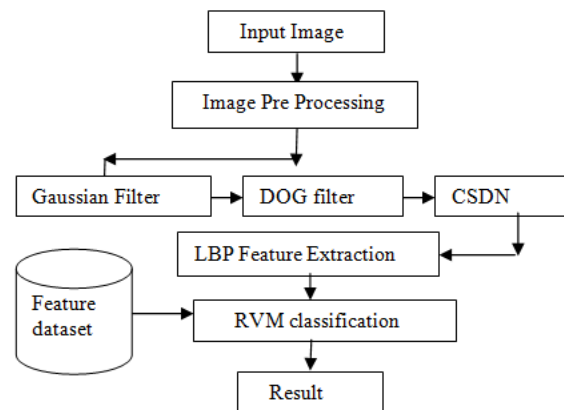 Input Image
Image Pre Processing
Gaussian Filter
DOG filter
CSDN
LBP Feature Extraction
Feature
dataset
RVM classification
Result